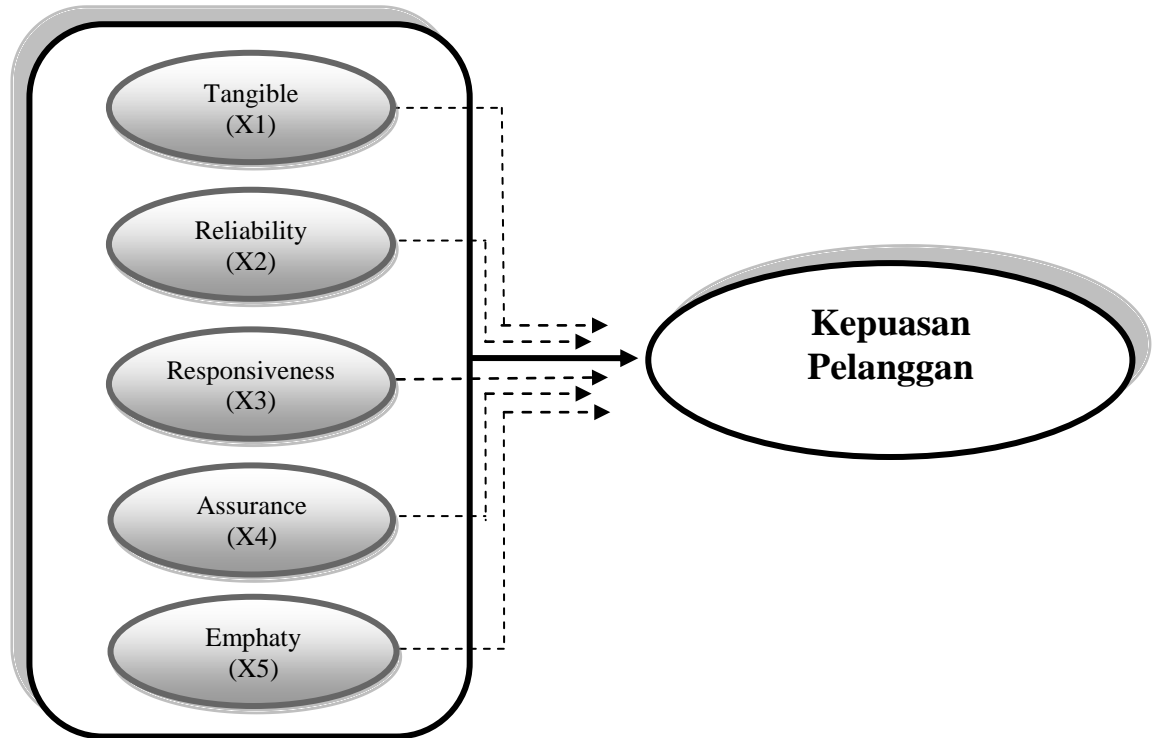 Tangible
(X1)
Reliability
(X2)
Responsiveness
(X3)
Assurance
(X4)
Emphaty
(X5)
Kepuasan
Pelanggan